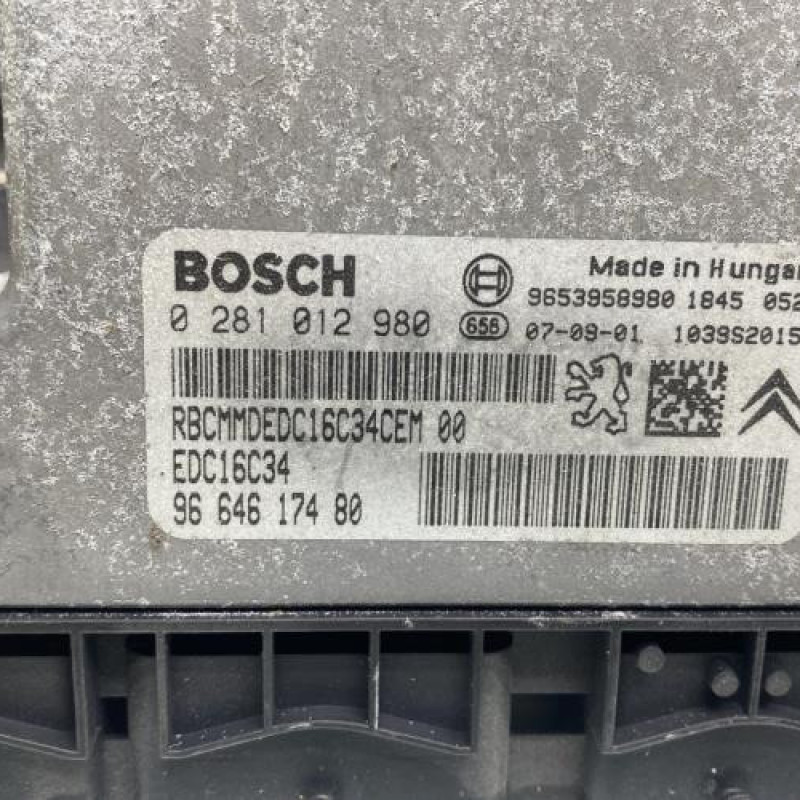 BOSCH
Made in Hungar
9653958980 1845 052
0 281 012 980
656 07-09-01 1039S2015
RBCMMDEDC16C34CEM 00
EDC16C34
96 646 174 80